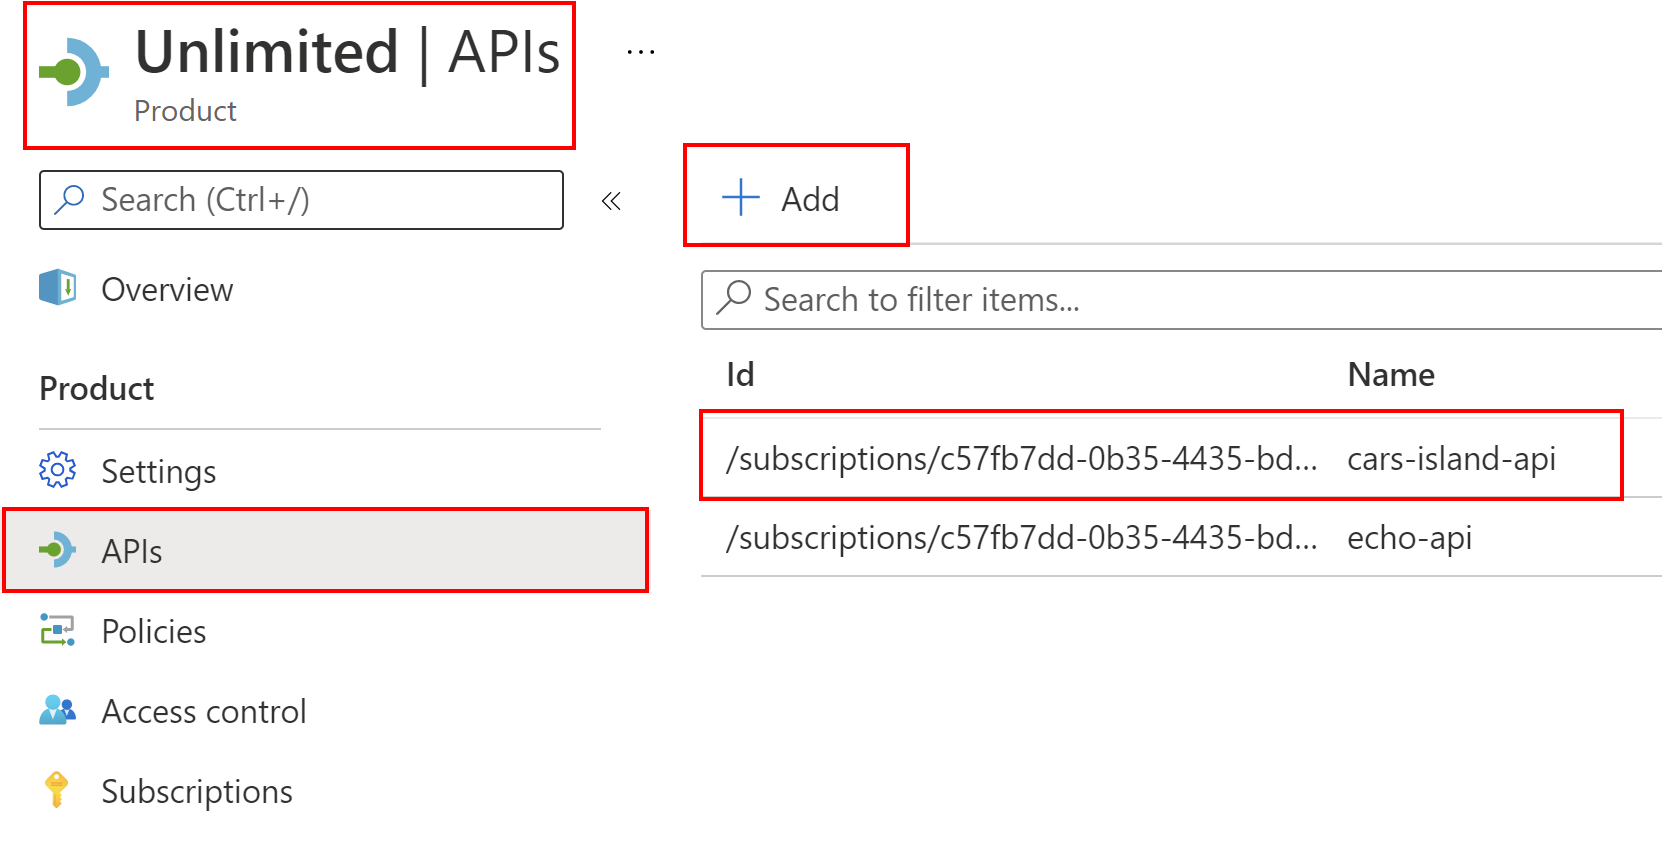 Unlimited | APIs
...
Product
Search (Ctrl+/)
«
Overview
Product
Settings
APIs
Policies
Access control
Subscriptions
Add
Search to filter items...
Id Name
/subscriptions/c57fb7dd-0b35-4435-bd... cars-island-api
/subscriptions/c57fb7dd-0b35-4435-bd... echo-api